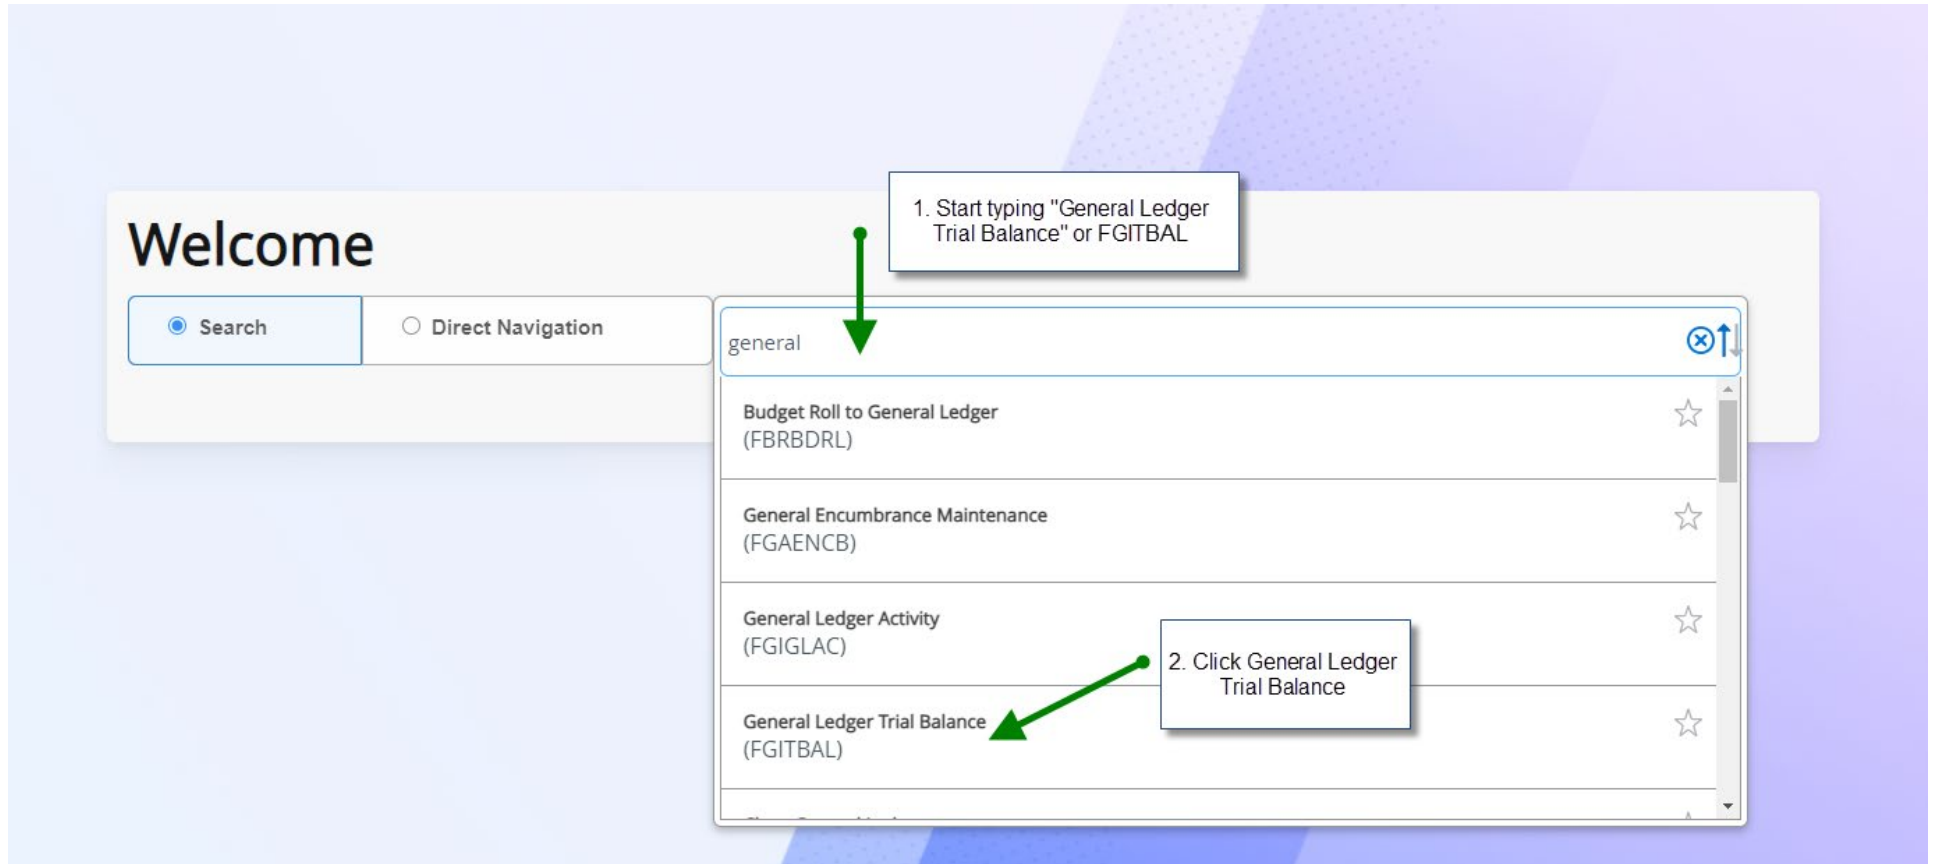 1. Start typing "General Ledger
Trial Balance" or FGITBAL
Welcome
Search
Direct Navigation
general
Budget Roll to General Ledger
(FBRBDRL)
General Encumbrance Maintenance
(FGAENCB)
General Ledger Activity
(FGIGLAC)
2. Click General Ledger
Trial Balance
General Ledger Trial Balance
(FGITBAL)